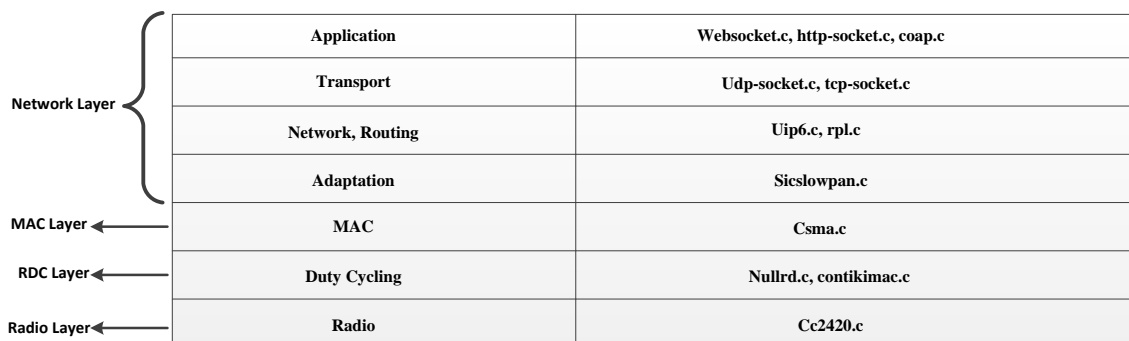 Application Websocket.c, http-socket.c, coap.c
Transport Udp-socket.c, tcp-socket.c
Network Layer
Network, Routing Uip6.c, rpl.c
Adaptation Sicslowpan.c
MAC Layer MAC Csma.c
RDC Layer Duty Cycling Nullrd.c, contikimac.c
Radio Layer Radio Cc2420.c